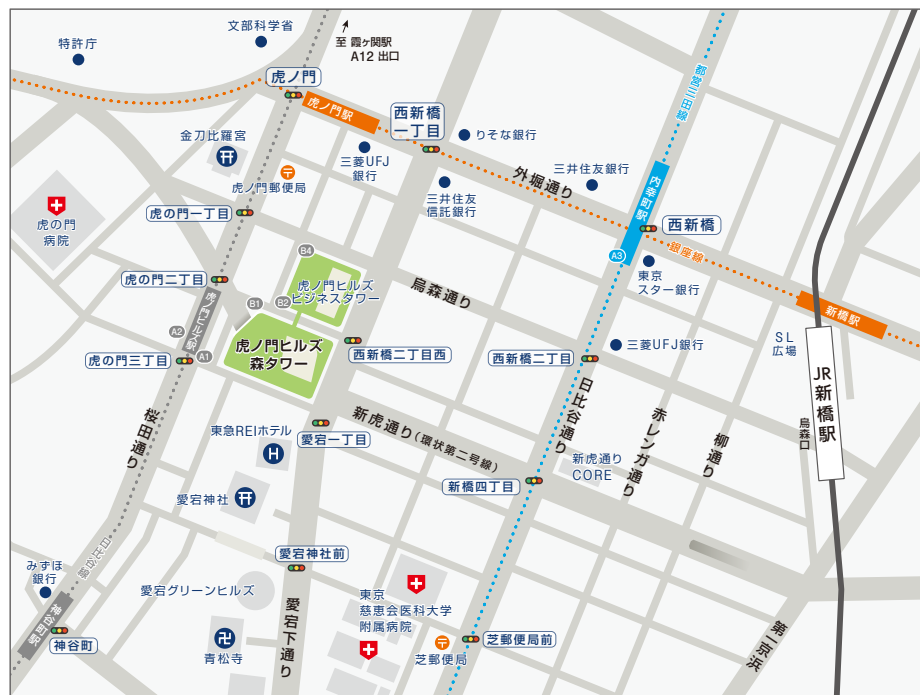 文部科学省
特許庁
至 霞ヶ関駅
A12 出口
虎ノ門
虎ノ門駅
西新橋
一丁目
りそな銀行
都営三田線
金刀比羅宮
三菱UFJ
銀行
外堀通り
三井住友銀行
虎ノ門郵便局
三井住友
信託銀行
内幸町駅
虎の門
病院
虎の門一丁目
西新橋
銀座線
B4
A3
東京
スター銀行
虎の門二丁目
虎ノ門ヒルズ
ビジネスタワー
烏森通り
B1
B2
新橋駅
虎ノ門ヒルズ駅
A2
A1
虎ノ門ヒルズ
森タワー
西新橋二丁目西
三菱UFJ銀行
SL
広場
虎の門三丁目
西新橋二丁目
JR新橋駅
桜田通り
新虎通り(環状第二号線)
日比谷通り
赤レンガ通り
柳通り
烏森口
東急REIホテル
H
愛宕一丁目
新虎通り
CORE
愛宕神社
新橋四丁目
日比谷線
愛宕神社前
みずほ
銀行
愛宕グリーンヒルズ
東京
慈恵会医科大学
附属病院
愛宕下通り
第一京浜
神谷町駅
神谷町
青松寺
芝郵便局
芝郵便局前